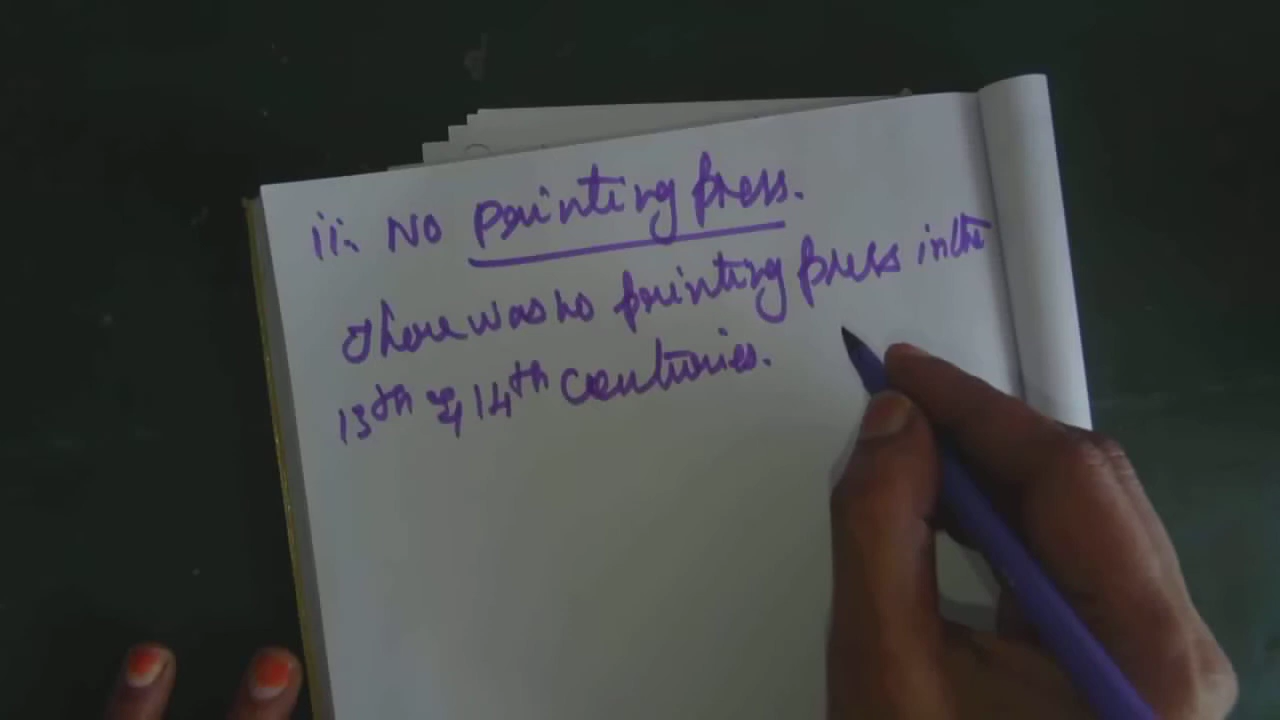 ii. No printing press.
There was no printing press in the
13th & 14th centuries.